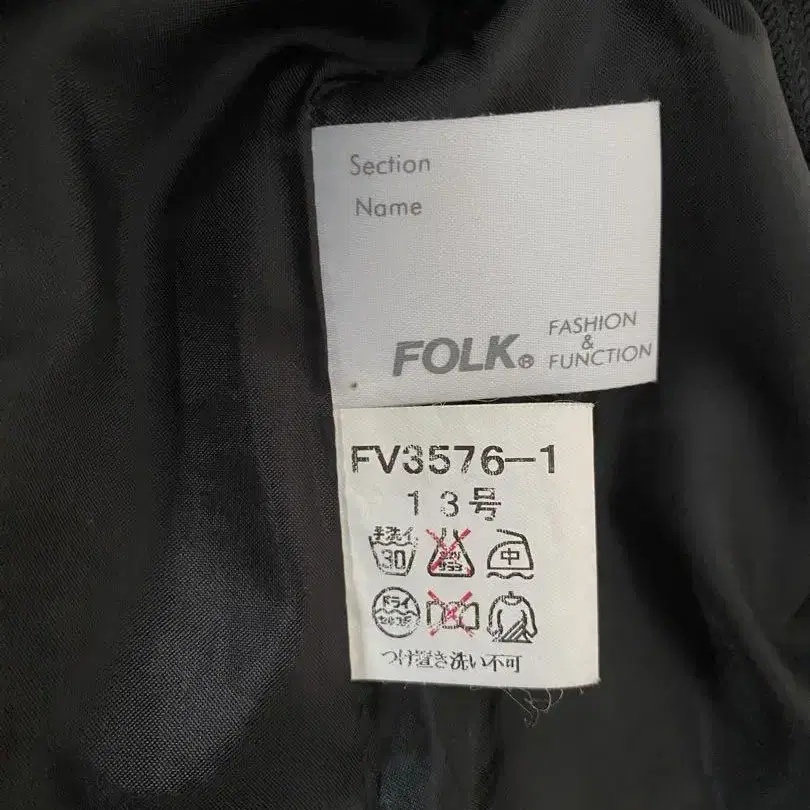 Section
Name
FOLK®
FASHION
&
FUNCTION
FV3576-1
13号
手洗イ
30
中
ドライ
つけ置き洗い不可